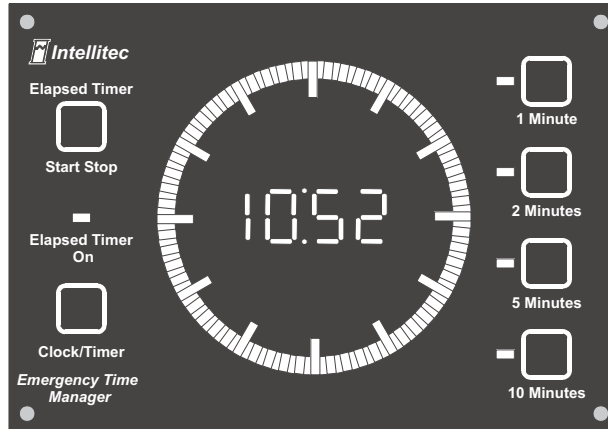 Intellitec
Elapsed Timer
Start Stop
Elapsed Timer
On
Clock/Timer
Emergency Time
Manager
10:52
1 Minute
2 Minutes
5 Minutes
10 Minutes